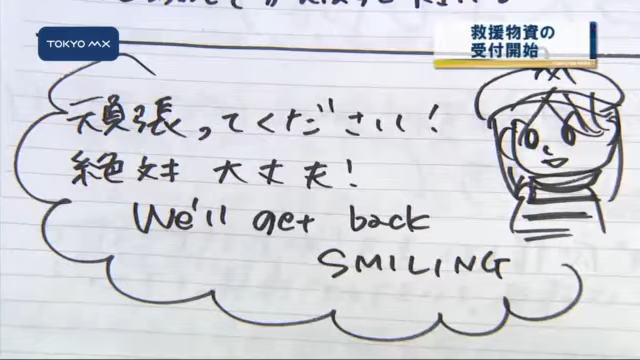 TOKYO MX
救援物資の
受付開始
頑張ってください！
絶対 大丈夫！
We'll get back
SMILING